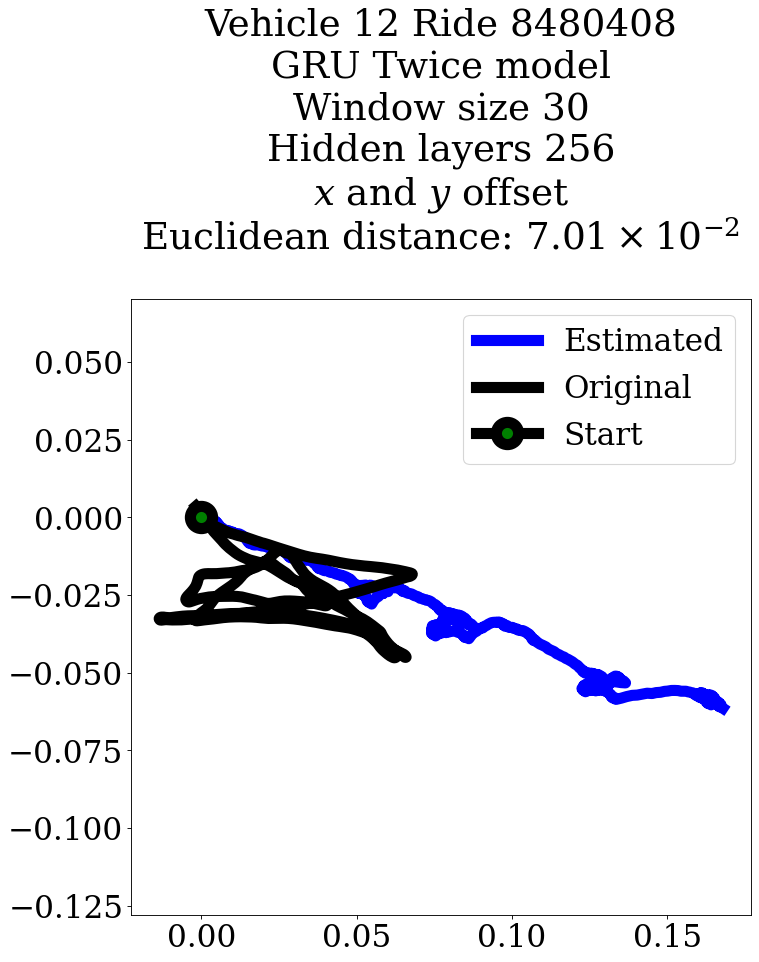 Vehicle 12 Ride 8480408
GRU Twice model
Window size 30
Hidden layers 256
x and y offset
Euclidean distance: 7.01 × 10⁻²
Estimated
Original
Start
0.050
0.025
0.000
−0.025
−0.050
−0.075
−0.100
−0.125
0.00 0.05 0.10 0.15